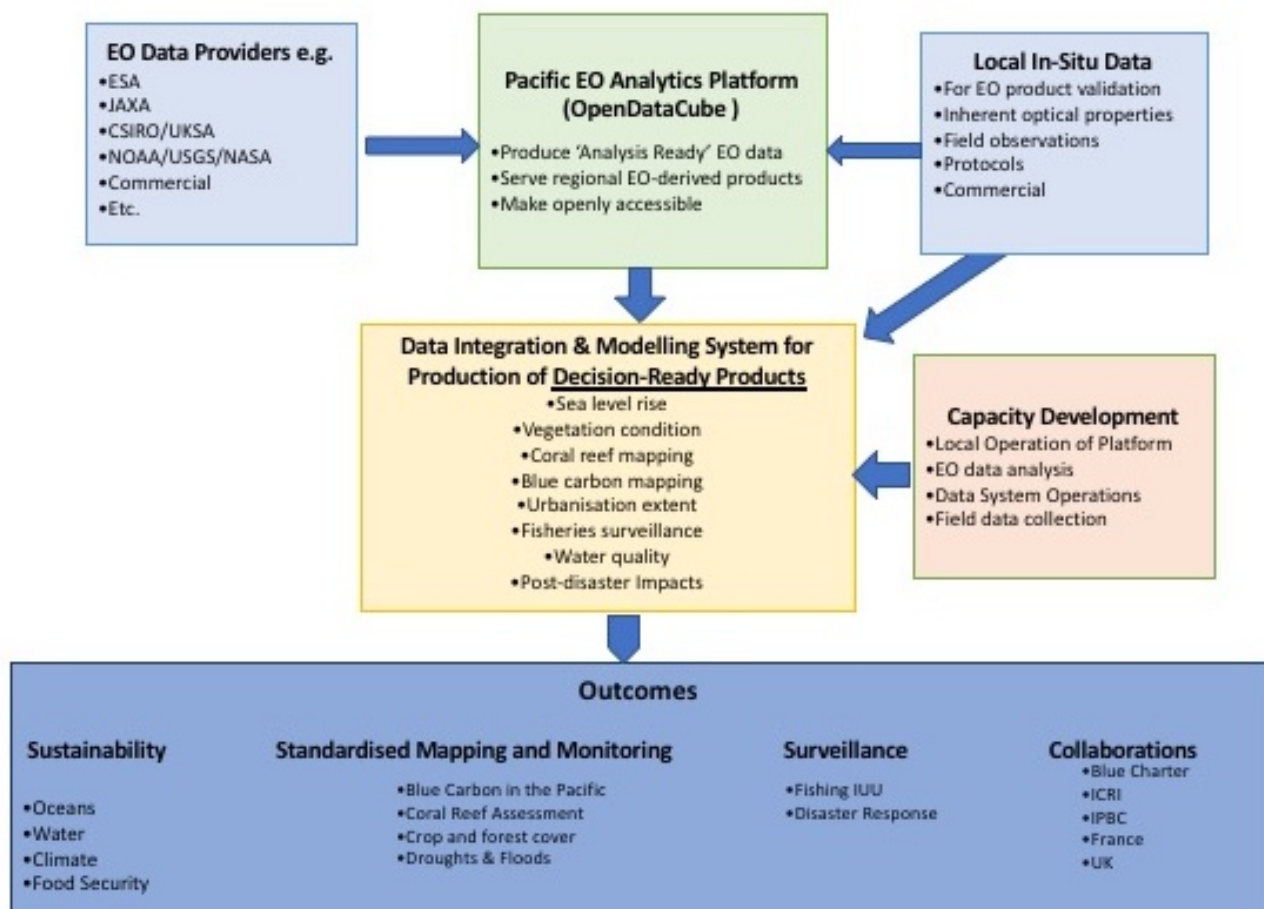 EO Data Providers e.g.
•ESA
•JAXA
•CSIRO/UKSA
•NOAA/USGS/NASA
•Commercial
•Etc.
Pacific EO Analytics Platform
(OpenDataCube )
•Produce ‘Analysis Ready’ EO data
•Serve regional EO-derived products
•Make openly accessible
Local In-Situ Data
•For EO product validation
•Inherent optical properties
•Field observations
•Protocols
•Commercial
Data Integration & Modelling System for
Production of Decision-Ready Products
•Sea level rise
•Vegetation condition
•Coral reef mapping
•Blue carbon mapping
•Urbanisation extent
•Fisheries surveillance
•Water quality
•Post-disaster Impacts
Capacity Development
•Local Operation of Platform
•EO data analysis
•Data System Operations
•Field data collection
Outcomes
Sustainability
•Oceans
•Water
•Climate
•Food Security
Standardised Mapping and Monitoring
•Blue Carbon in the Pacific
•Coral Reef Assessment
•Crop and forest cover
•Droughts & Floods
Surveillance
•Fishing IUU
•Disaster Response
Collaborations
•Blue Charter
•ICRI
•IPBC
•France
•UK